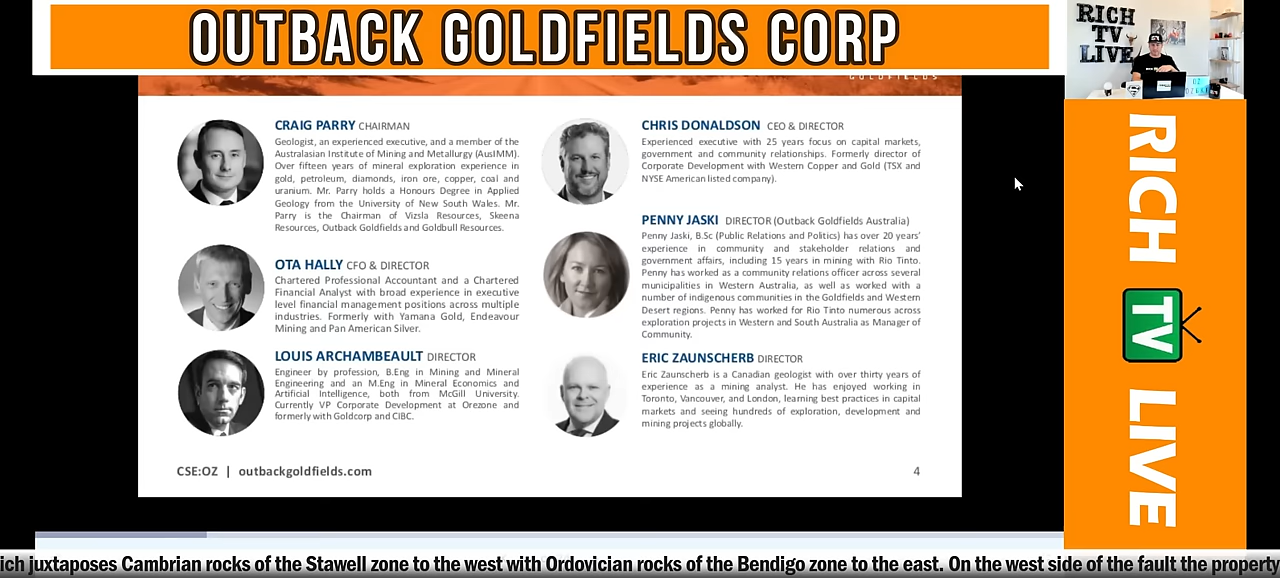 OUTBACK GOLDFIELDS CORP
RICH
TV
LIVE
GOLDFIELDS
CRAIG PARRY CHAIRMAN
Geologist, an experienced executive, and a member of the
Australasian Institute of Mining and Metallurgy (AusIMM).
Over fifteen years of mineral exploration experience in
gold, petroleum, diamonds, iron ore, copper, coal and
uranium. Mr. Parry holds a Honours Degree in Applied
Geology from the University of New South Wales. Mr.
Parry is the Chairman of Vizsla Resources, Skeena
Resources, Outback Goldfields and Goldbull Resources.
OTA HALLY CFO & DIRECTOR
Chartered Professional Accountant and a Chartered
Financial Analyst with broad experience in executive
level financial management positions across multiple
industries. Formerly with Yamana Gold, Endeavour
Mining and Pan American Silver.
LOUIS ARCHAMBEAULT DIRECTOR
Engineer by profession, B.Eng in Mining and Mineral
Engineering and an M.Eng in Mineral Economics and
Artificial Intelligence, both from McGill University.
Currently VP Corporate Development at Orezone and
formerly with Goldcorp and CIBC.
CHRIS DONALDSON CEO & DIRECTOR
Experienced executive with 25 years focus on capital markets,
government and community relationships. Formerly director of
Corporate Development with Western Copper and Gold (TSX and
NYSE American listed company).
PENNY JASKI DIRECTOR (Outback Goldfields Australia)
Penny Jaski, B.Sc (Public Relations and Politics) has over 20 years'
experience in community and stakeholder relations and
government affairs, including 15 years in mining with Rio Tinto.
Penny has worked as a community relations officer across several
municipalities in Western Australia, as well as worked with a
number of indigenous communities in the Goldfields and Western
Desert regions. Penny has worked for Rio Tinto numerous across
exploration projects in Western and South Australia as Manager of
Community.
ERIC ZAUNSCHERB DIRECTOR
Eric Zaunscherb is a Canadian geologist with over thirty years of
experience as a mining analyst. He has enjoyed working in
Toronto, Vancouver, and London, learning best practices in capital
markets and seeing hundreds of exploration, development and
mining projects globally.
CSE:OZ | outbackgoldfields.com
4
RICH TV LIVE
ich juxtaposes Cambrian rocks of the Stawell zone to the west with Ordovician rocks of the Bendigo zone to the east. On the west side of the fault the property